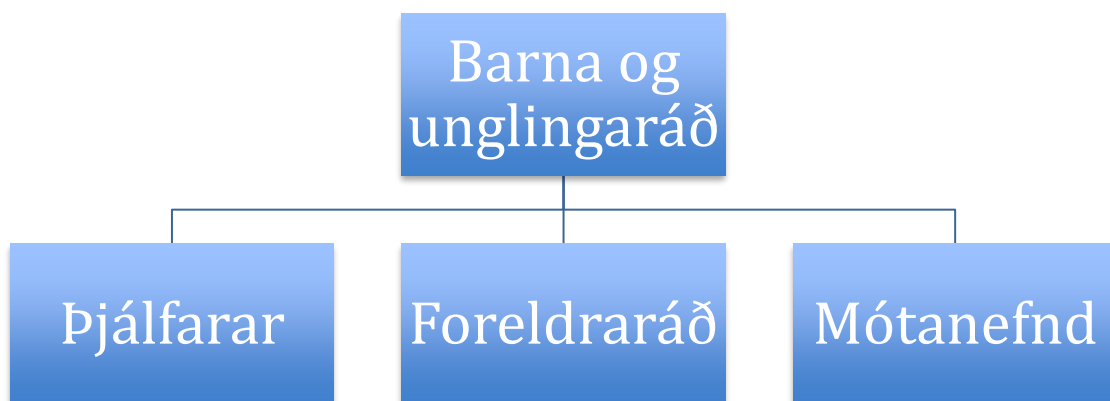 Barna og
unglingaráð
Þjálfarar
Foreldraráð
Mótanefnd